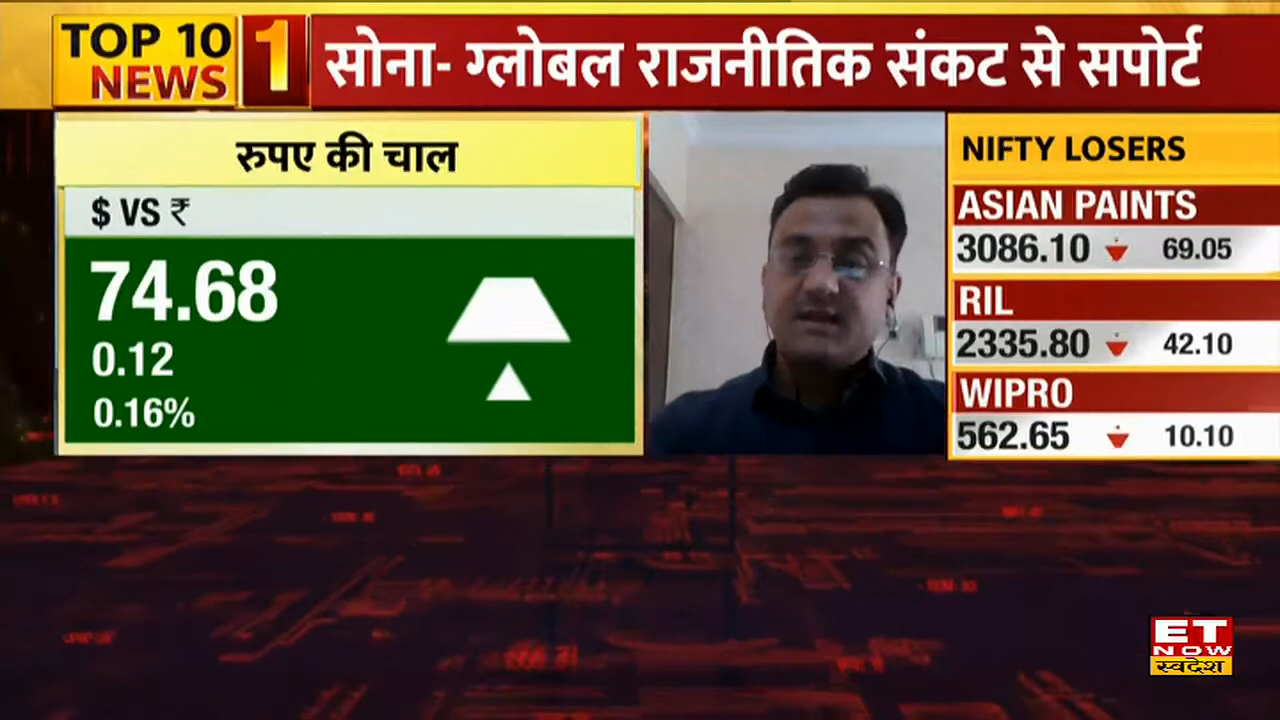 TOP 10
NEWS
1
सोना- ग्लोबल राजनीतिक संकट से सपोर्ट
रुपए की चाल
$ VS ₹
74.68
0.12
0.16%
NIFTY LOSERS
ASIAN PAINTS
3086.10 69.05
RIL
2335.80 42.10
WIPRO
562.65 10.10
ET
NOW
स्वदेश